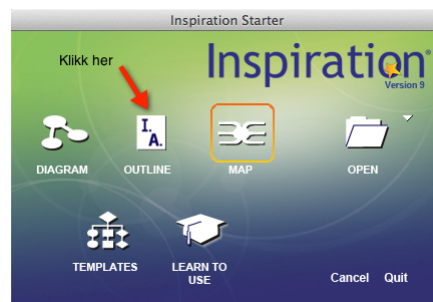 Inspiration Starter
Klikk her
Inspiration®
Version 9
I.
A.
DIAGRAM
OUTLINE
MAP
OPEN
TEMPLATES
LEARN TO
USE
Cancel Quit